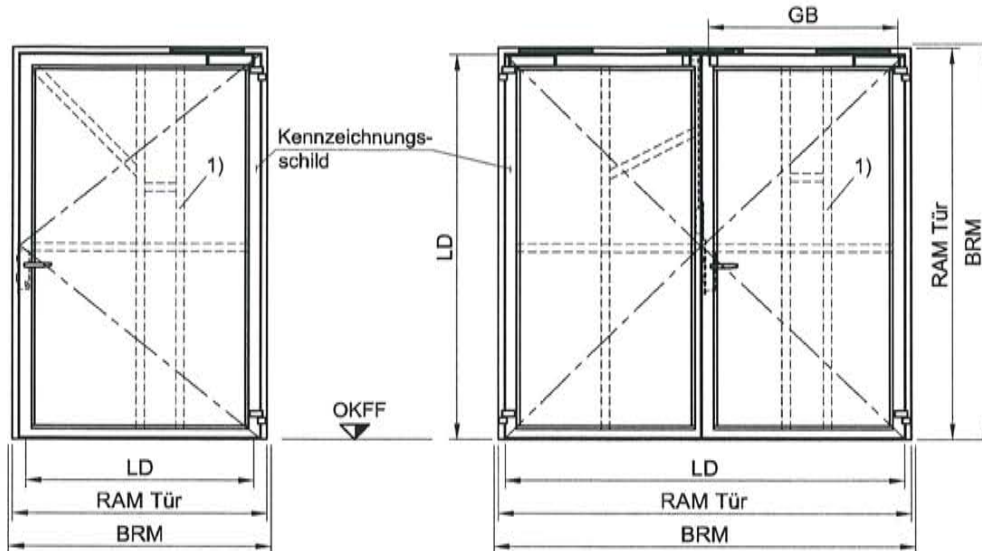 GB
Kennzeichnungs-
schild
1)
1)
LD
RAM Tür
BRM
OKFF
LD
RAM Tür
BRM
LD
RAM Tür
BRM